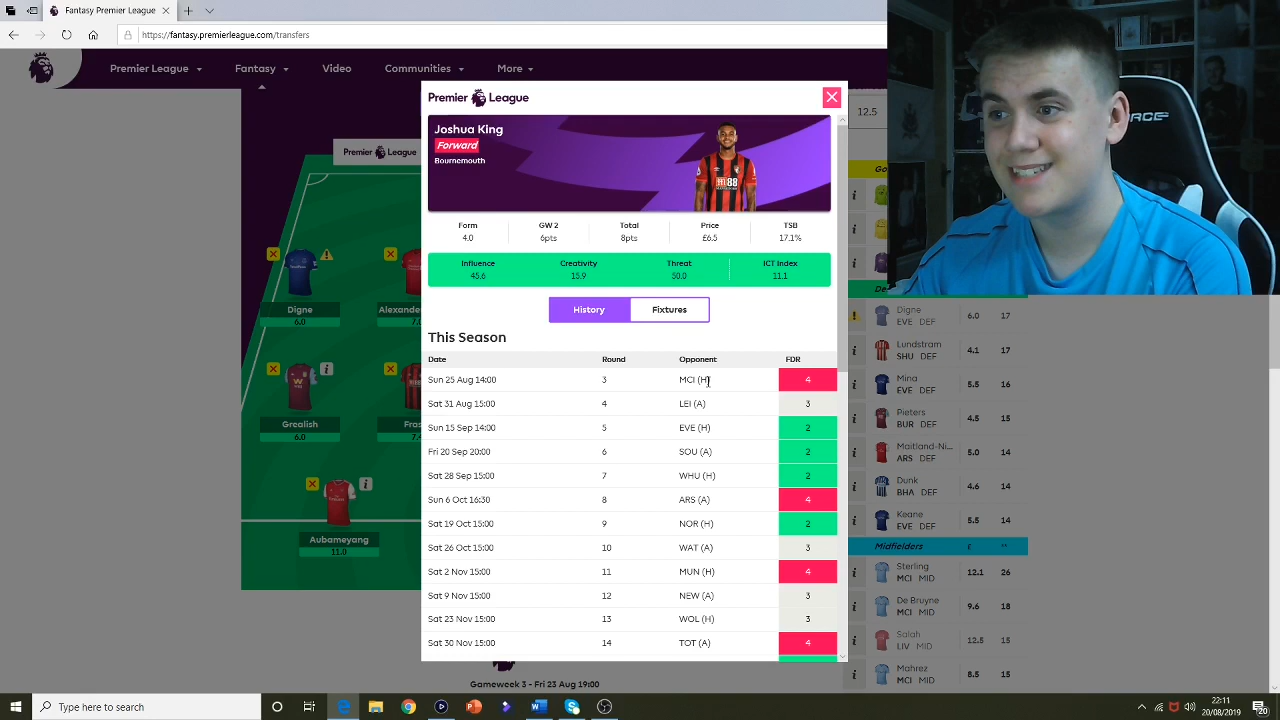 Fantasy Premier League
https://fantasy.premierleague.com/transfers
Premier League
Fantasy
Video
Communities
More
Premier League
Digne
6.0
Alexander
7.0
Grealish
6.0
Fras
7.4
Aubameyang
11.0
Premier League
Joshua King
Forward
Bournemouth
Form GW 2 Total Price TSB
4.0 6pts 8pts £6.5 17.1%
Influence Creativity Threat ICT Index
45.6 15.9 50.0 11.1
History Fixtures
This Season
Date Round Opponent FDR
Sun 25 Aug 14:00 3 MCI (H) 4
Sat 31 Aug 15:00 4 LEI (A) 3
Sun 15 Sep 14:00 5 EVE (H) 2
Fri 20 Sep 20:00 6 SOU (A) 2
Sat 28 Sep 15:00 7 WHU (H) 2
Sun 6 Oct 16:30 8 ARS (A) 4
Sat 19 Oct 15:00 9 NOR (H) 2
Sat 26 Oct 15:00 10 WAT (A) 3
Sat 2 Nov 15:00 11 MUN (H) 4
Sat 9 Nov 15:00 12 NEW (A) 3
Sat 23 Nov 15:00 13 WOL (H) 3
Sat 30 Nov 15:00 14 TOT (A) 4
Gameweek 3 - Fri 23 Aug 19:00
12.5
Go
De
Digne 6.0 17
EVE DEF
Lundstram 4.1 17
SHU DEF
Mina 5.5 16
EVE DEF
Pieters 4.5 15
BUR DEF
Maitland-Ni... 5.0 14
ARS DEF
Dunk 4.6 14
BHA DEF
Keane 5.5 14
EVE DEF
Midfielders £ **
Sterling 12.1 26
MCI MID
De Bruyne 9.6 18
MCI MID
Salah 12.5 15
LIV MID
Mahrez 8.5 15
MCI MID
Type here to search
22:11
20/08/2019
20